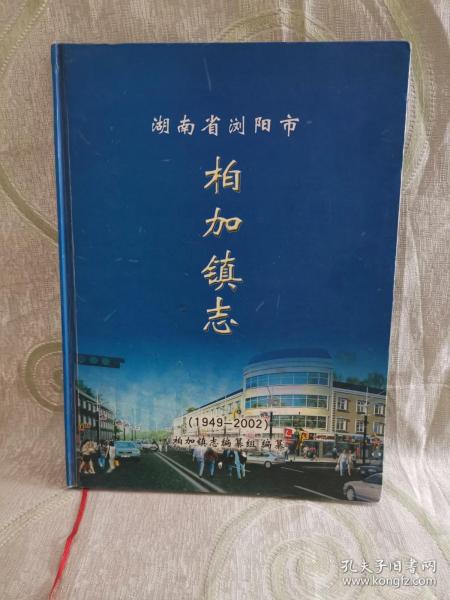 湖南省浏阳市
柏加镇志
(1949-2002)
柏加镇志编纂组编纂
孔夫子旧书网
www.kongfz.com